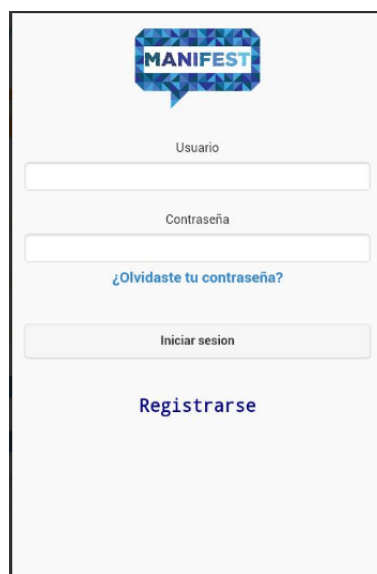 MANIFEST
Usuario
Contraseña
¿Olvidaste tu contraseña?
Iniciar sesion
Registrarse